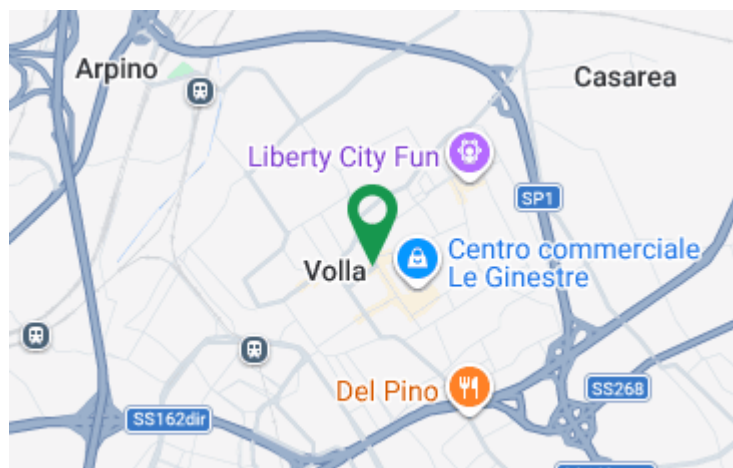 Arpino
Casarea
Liberty City Fun
SP1
Centro commerciale
Le Ginestre
Volla
Del Pino
SS268
SS162dir